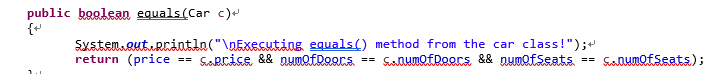 public boolean equals(Car c)
{
System.out.println("\nExecuting equals() method from the car class!");
return (price == c.price && numOfDoors == c.numOfDoors && numOfSeats == c.numOfSeats);
}